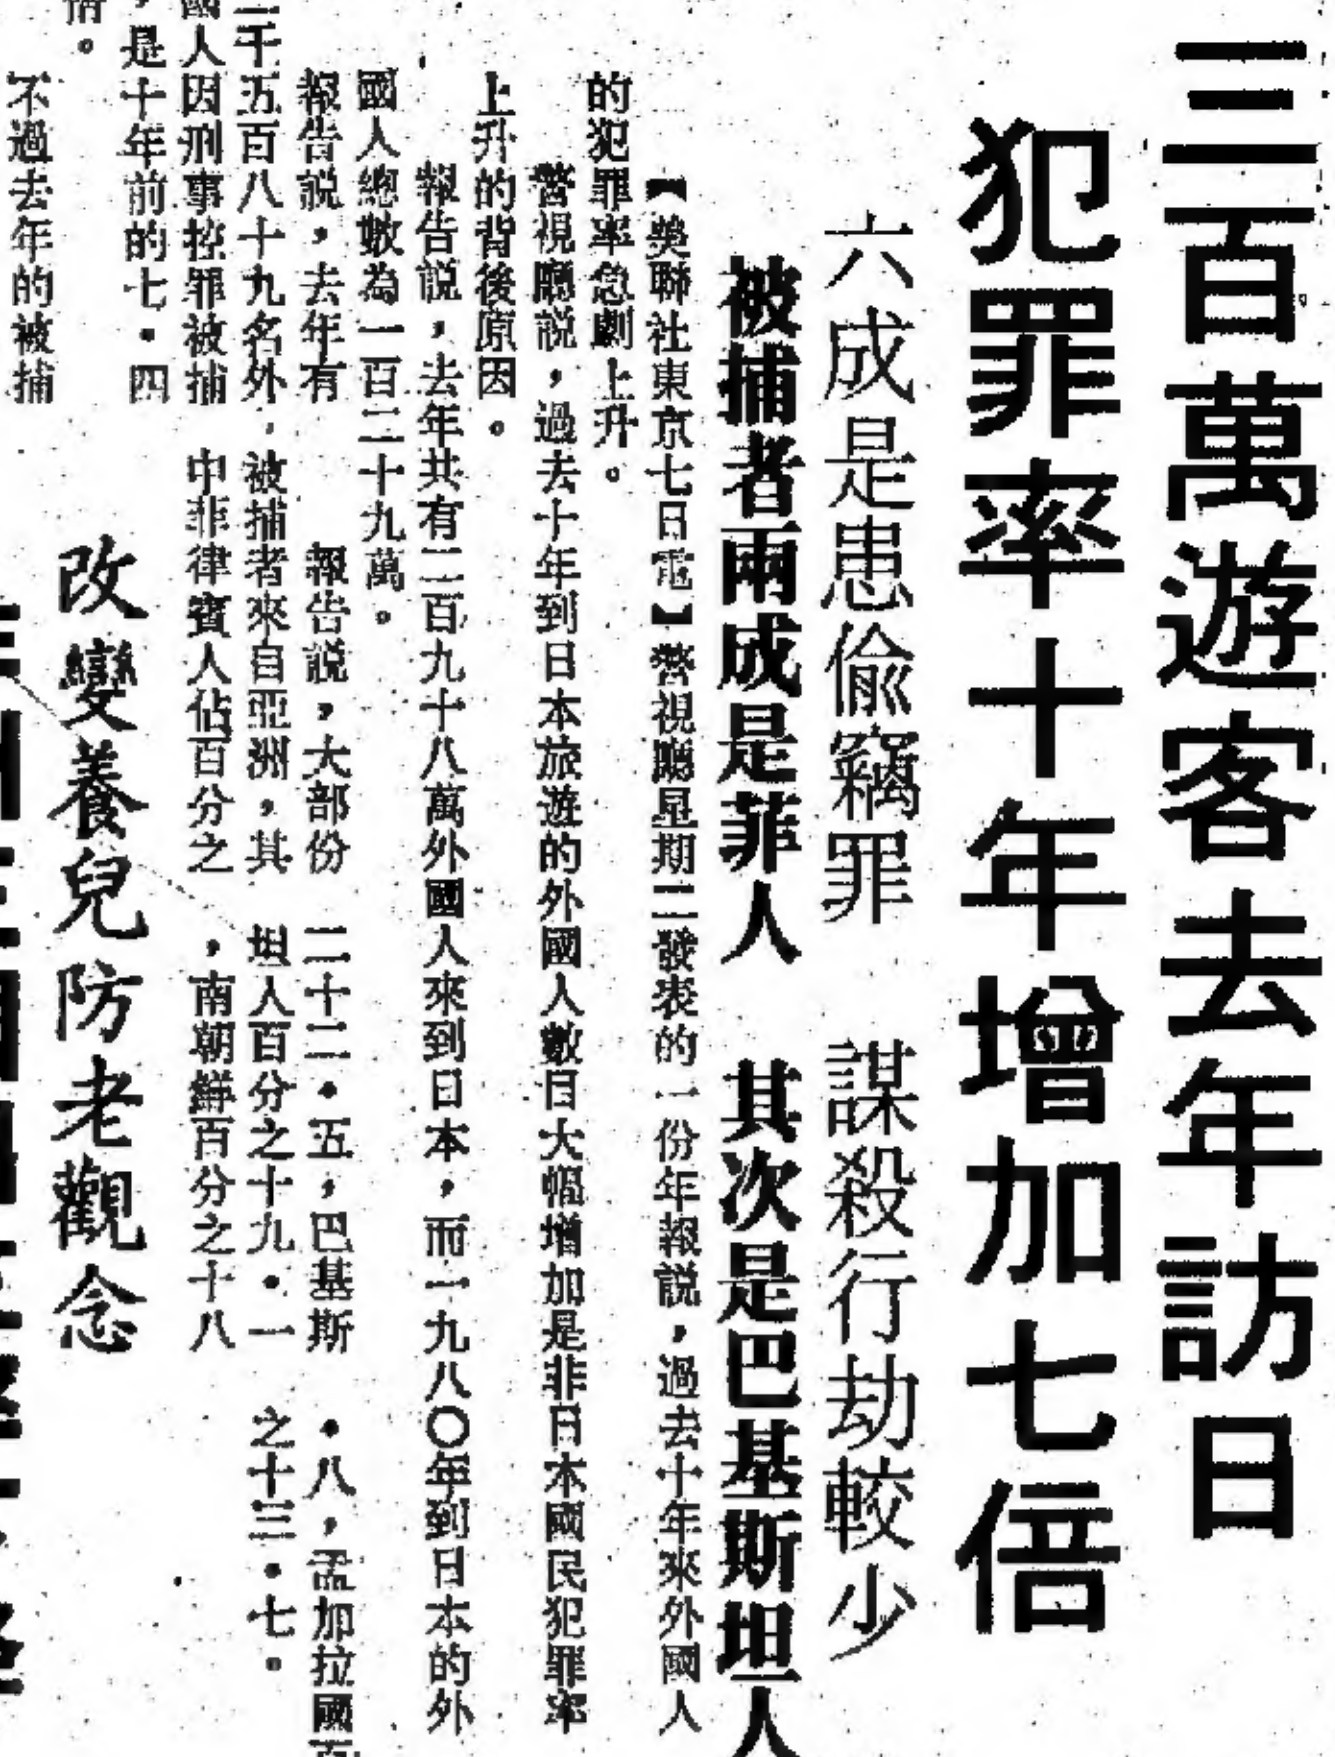 三百萬遊客去年訪日
犯罪率十年增加七倍
六成是患偷竊罪 謀殺行劫較少
被捕者兩成是菲人 其次是巴基斯坦人
【美聯社東京七日電】警視廳星期二發表的一份年報説,過去十年來外國人
的犯罪率急劇上升。
警視廳説,過去十年到日本旅遊的外國人數目大幅增加是非日本國民犯罪率
上升的背後原因。
報告説,去年共有二百九十八萬外國人來到日本,而一九八〇年到日本的外
國人總數為一百二十九萬。
報告説,去年有
二千五百八十九名外
國人因刑事控罪被捕
,是十年前的七·四
倍。
不過去年的被捕
報告説,大部份
被捕者來自亞洲,其
中菲律賓人佔百分之
二十二·五,巴基斯
坦人百分之十九·一
,南朝鮮百分之十八
·八,孟加拉國百
之十三·七。
改變養兒防老觀念